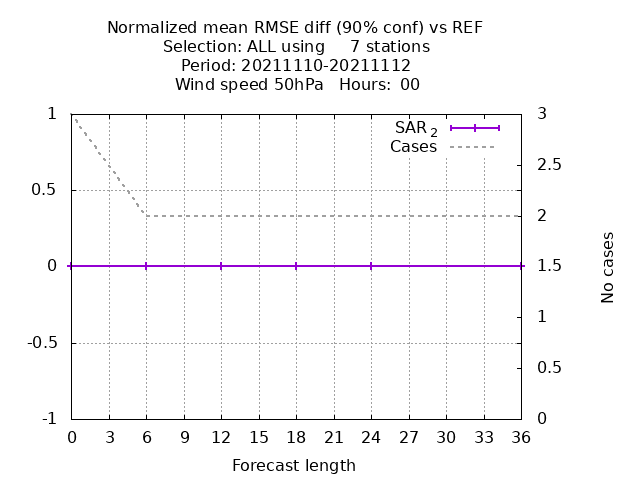 Normalized mean RMSE diff (90% conf) vs REF
Selection: ALL using     7 stations
Period: 20211110-20211112
Wind speed 50hPa   Hours:  00
SAR 2
Cases
1
0.5
0
-0.5
-1
3
2.5
2
1.5
1
0.5
0
No cases
0 3 6 9 12 15 18 21 24 27 30 33 36
Forecast length